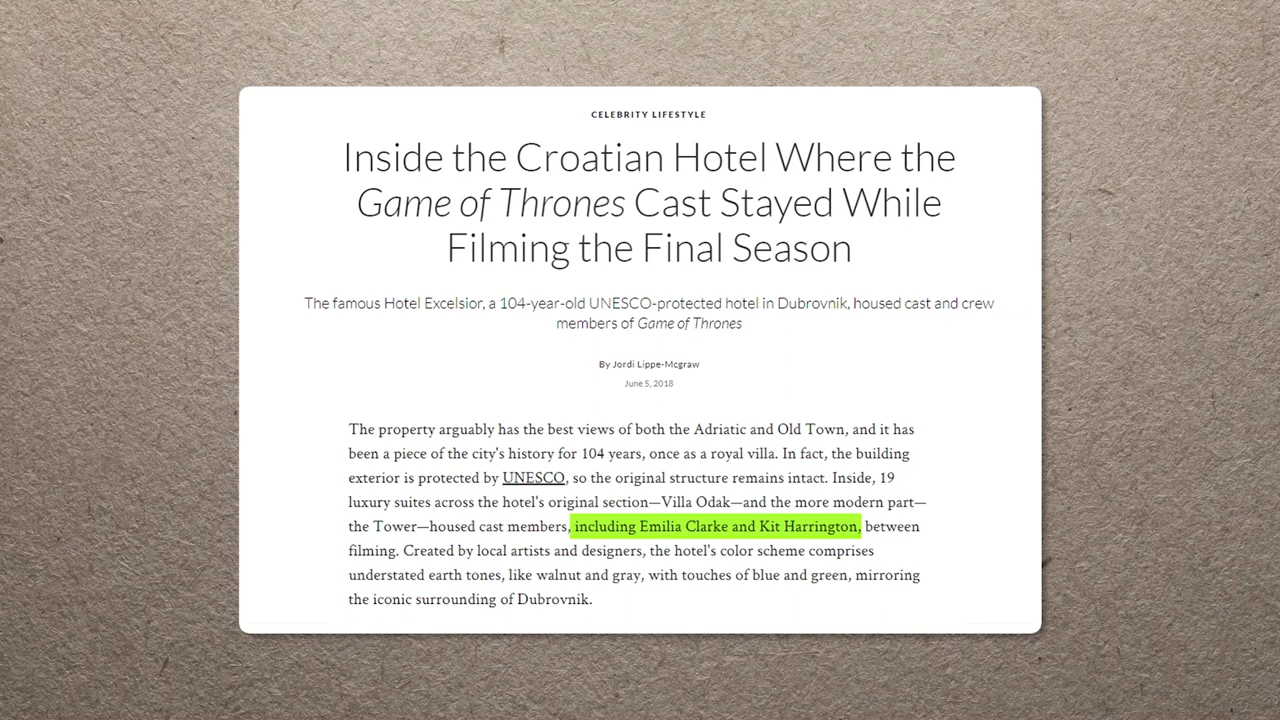 CELEBRITY LIFESTYLE
Inside the Croatian Hotel Where the
Game of Thrones Cast Stayed While
Filming the Final Season
The famous Hotel Excelsior, a 104-year-old UNESCO-protected hotel in Dubrovnik, housed cast and crew
members of Game of Thrones
By Jordi Lippe-Mcgraw
June 5, 2018
The property arguably has the best views of both the Adriatic and Old Town, and it has
been a piece of the city's history for 104 years, once as a royal villa. In fact, the building
exterior is protected by UNESCO, so the original structure remains intact. Inside, 19
luxury suites across the hotel's original section—Villa Odak—and the more modern part—
the Tower—housed cast members, including Emilia Clarke and Kit Harrington, between
filming. Created by local artists and designers, the hotel's color scheme comprises
understated earth tones, like walnut and gray, with touches of blue and green, mirroring
the iconic surrounding of Dubrovnik.